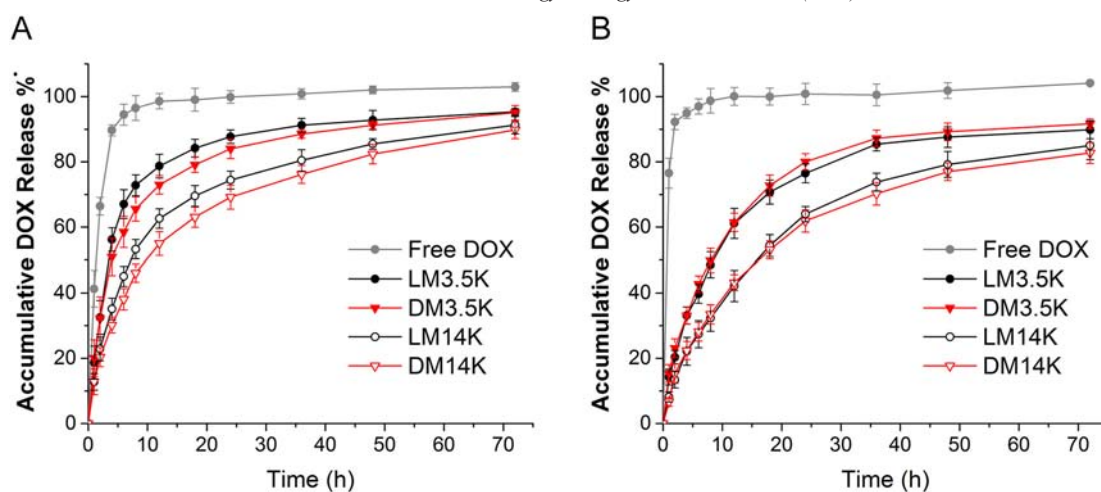 A
Accumulative DOX Release %
100
80
60
40
20
0
0 10 20 30 40 50 60 70
Time (h)
Free DOX
LM3.5K
DM3.5K
LM14K
DM14K
B
Accumulative DOX Release %
100
80
60
40
20
0
0 10 20 30 40 50 60 70
Time (h)
Free DOX
LM3.5K
DM3.5K
LM14K
DM14K